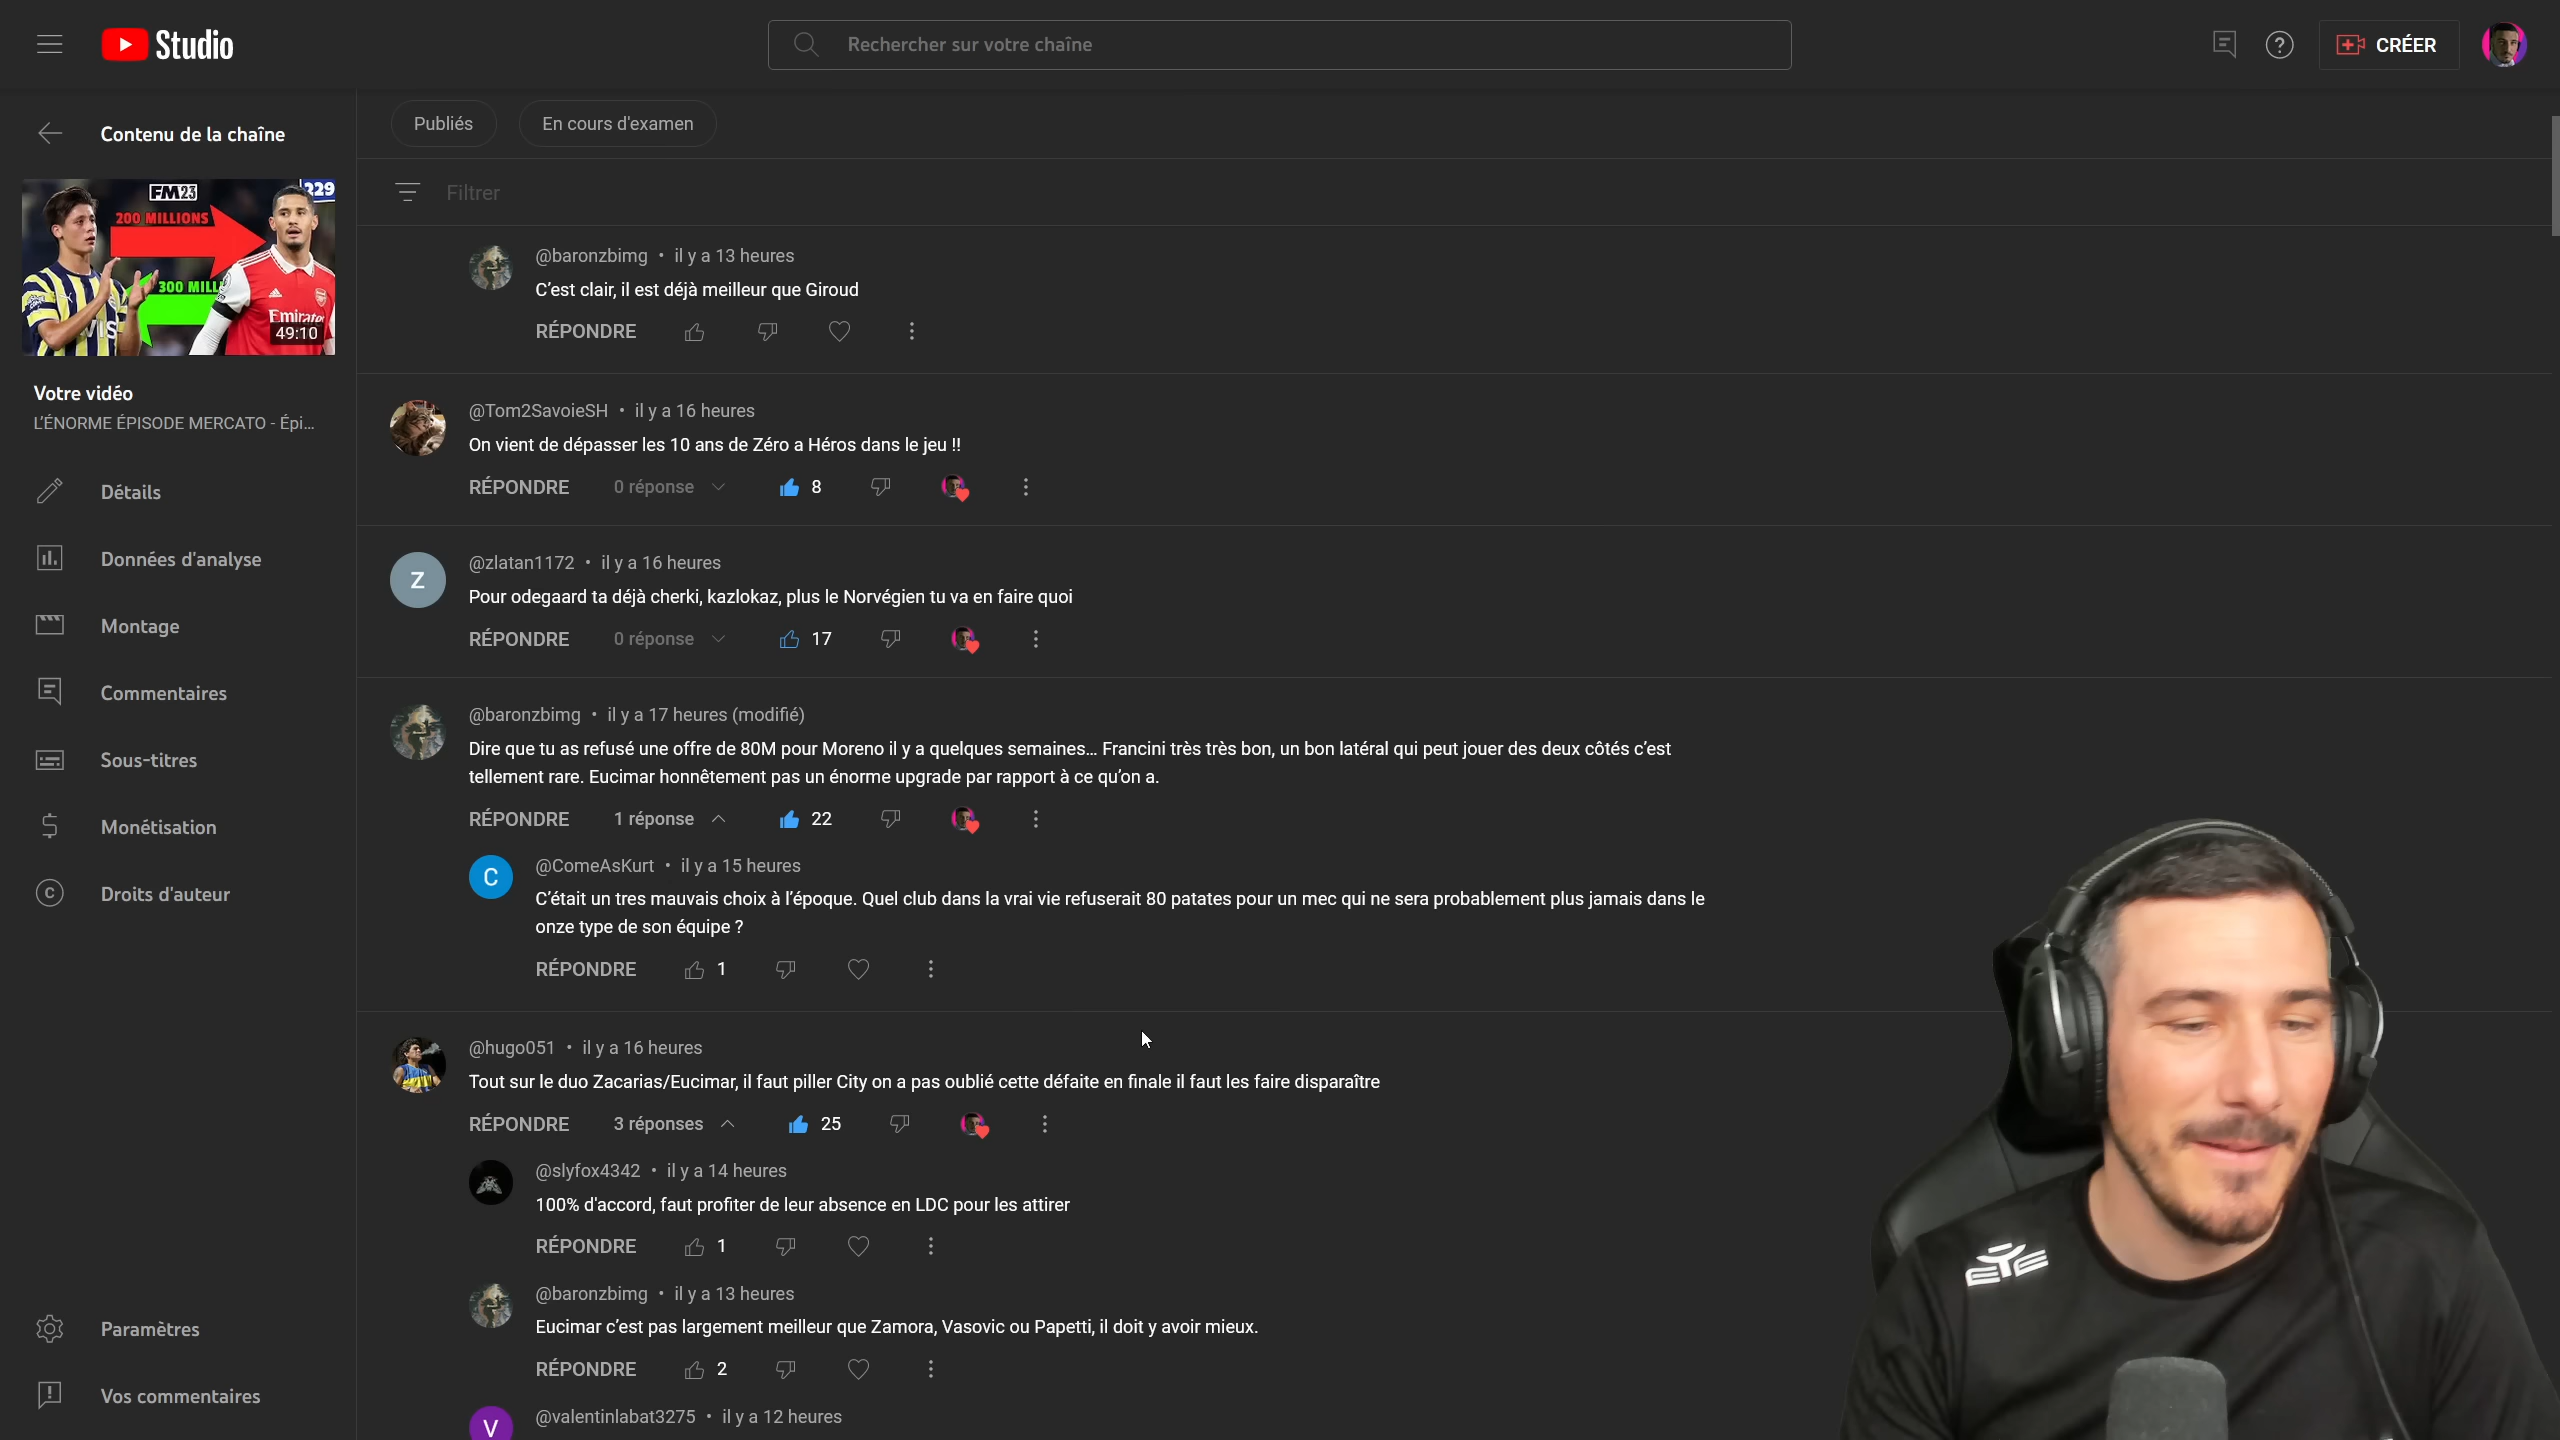 Studio
Rechercher sur votre chaîne
CRÉER
Contenu de la chaîne
FM23
229
200 MILLIONS
300 MILL
Emirates
49:10
Votre vidéo
L'ÉNORME ÉPISODE MERCATO - Épi...
Détails
Données d'analyse
Montage
Commentaires
Sous-titres
Monétisation
Droits d'auteur
Paramètres
Vos commentaires
Publiés
En cours d'examen
Filtrer
@baronzbimg • il y a 13 heures
C'est clair, il est déjà meilleur que Giroud
RÉPONDRE
@Tom2SavoieSH • il y a 16 heures
On vient de dépasser les 10 ans de Zéro a Héros dans le jeu !!
RÉPONDRE 0 réponse 8
Z
@zlatan1172 • il y a 16 heures
Pour odegaard ta déjà cherki, kazlokaz, plus le Norvégien tu va en faire quoi
RÉPONDRE 0 réponse 17
@baronzbimg • il y a 17 heures (modifié)
Dire que tu as refusé une offre de 80M pour Moreno il y a quelques semaines... Francini très très bon, un bon latéral qui peut jouer des deux côtés c'est
tellement rare. Eucimar honnêtement pas un énorme upgrade par rapport à ce qu'on a.
RÉPONDRE 1 réponse 22
C
@ComeAsKurt • il y a 15 heures
C'était un tres mauvais choix à l'époque. Quel club dans la vrai vie refuserait 80 patates pour un mec qui ne sera probablement plus jamais dans le
onze type de son équipe ?
RÉPONDRE 1
@hugo051 • il y a 16 heures
Tout sur le duo Zacarias/Eucimar, il faut piller City on a pas oublié cette défaite en finale il faut les faire disparaître
RÉPONDRE 3 réponses 25
@slyfox4342 • il y a 14 heures
100% d'accord, faut profiter de leur absence en LDC pour les attirer
RÉPONDRE 1
@baronzbimg • il y a 13 heures
Eucimar c'est pas largement meilleur que Zamora, Vasovic ou Papetti, il doit y avoir mieux.
RÉPONDRE 2
V
@valentinlabat3275 • il y a 12 heures